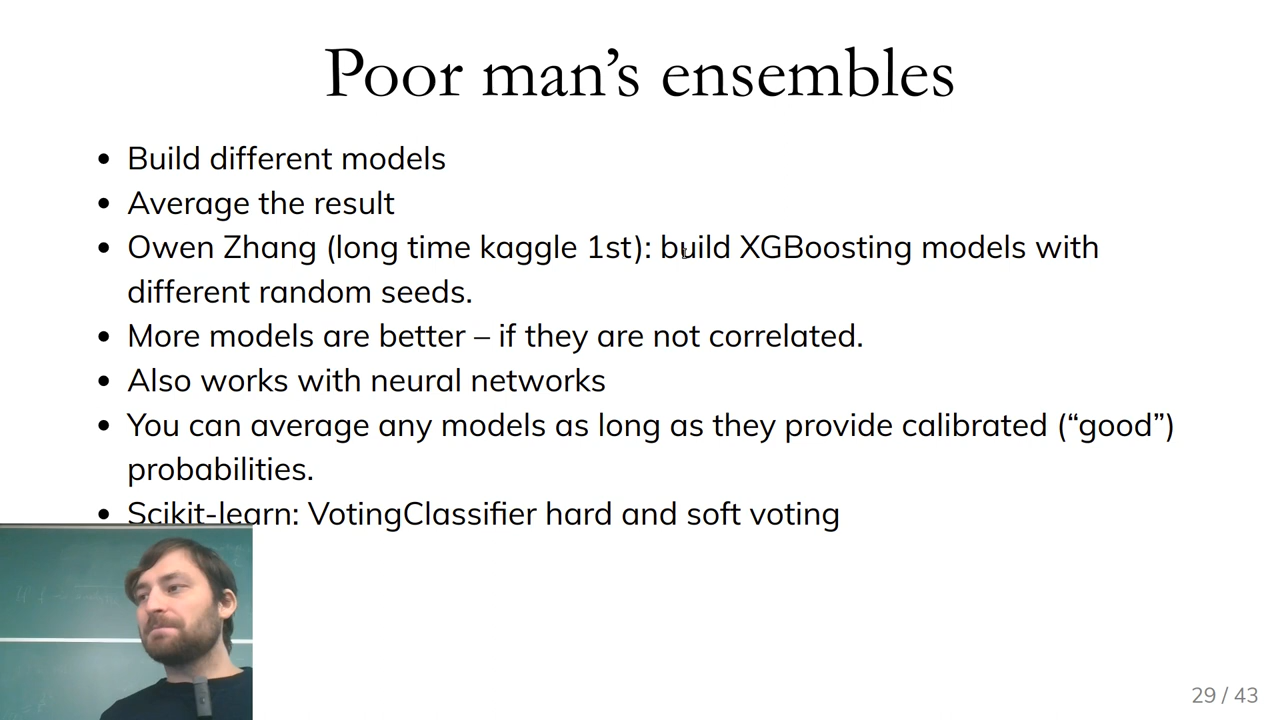 Poor man’s ensembles
• Build different models
• Average the result
• Owen Zhang (long time kaggle 1st): build XGBoosting models with
different random seeds.
• More models are better – if they are not correlated.
• Also works with neural networks
• You can average any models as long as they provide calibrated (“good”)
probabilities.
• Scikit-learn: VotingClassifier hard and soft voting
29 / 43